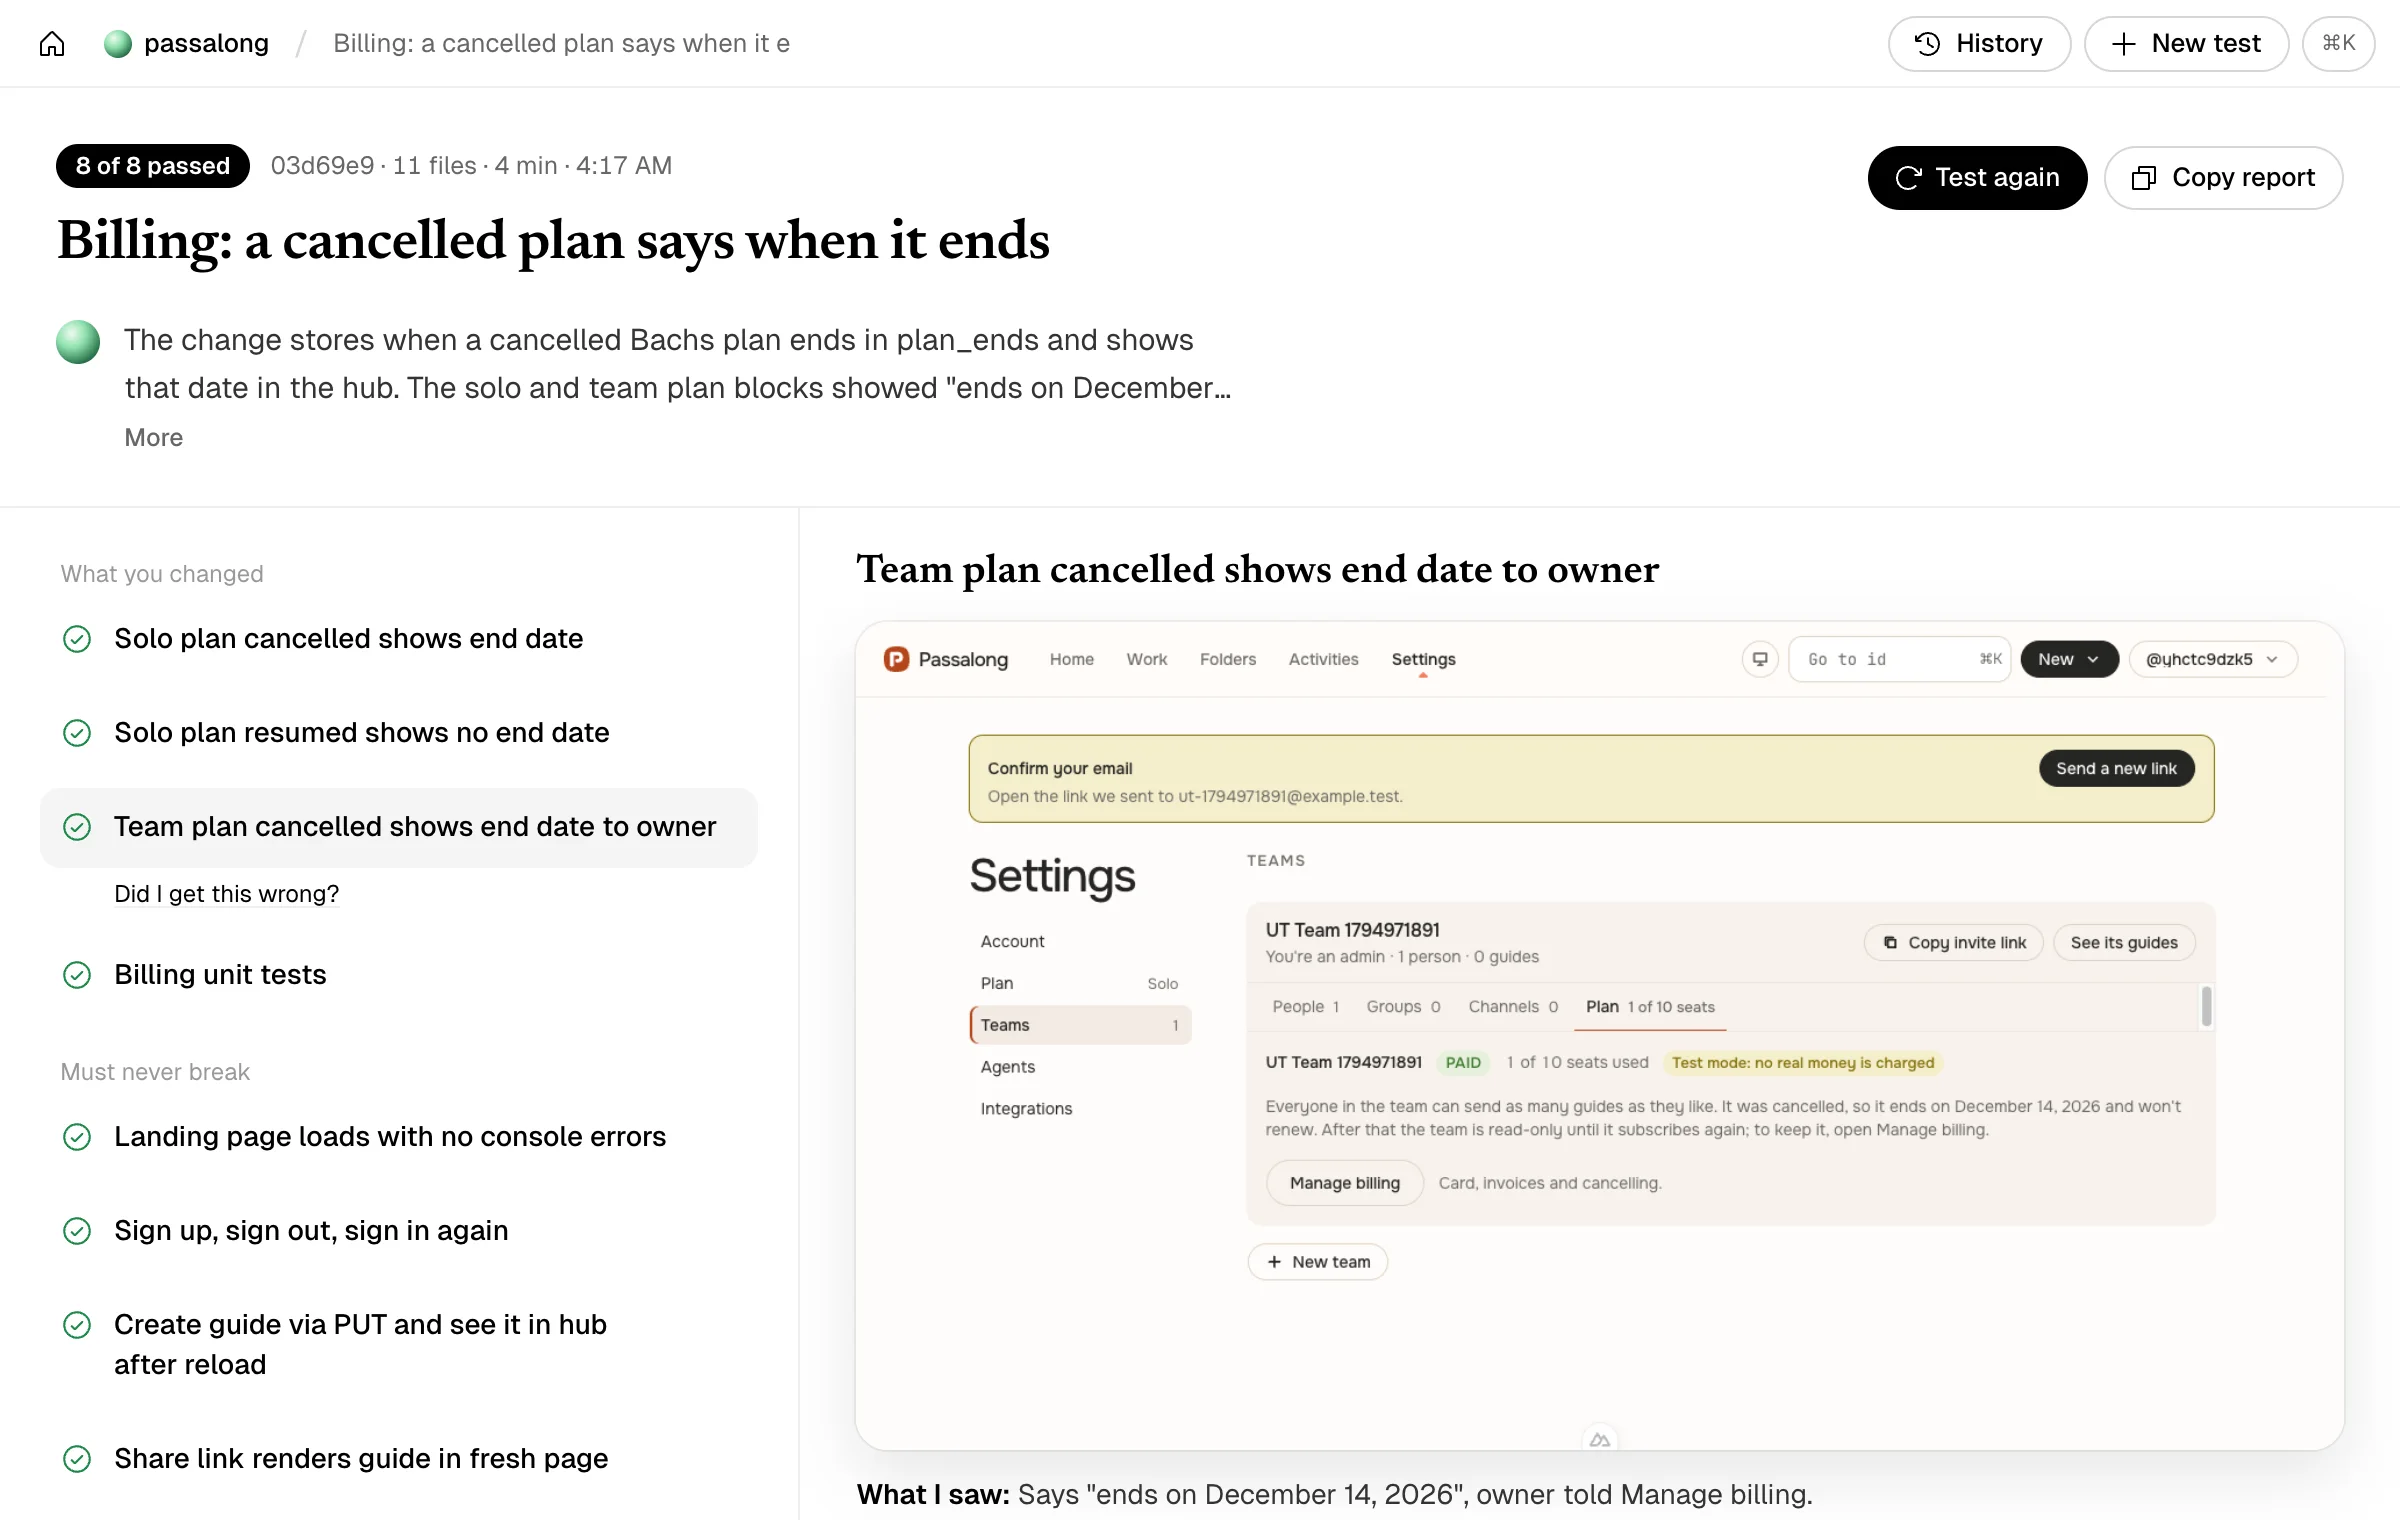 passalong / Billing: a cancelled plan says when it e
History
New test
⌘K
8 of 8 passed
03d69e9 · 11 files · 4 min · 4:17 AM
Test again
Copy report
Billing: a cancelled plan says when it ends
The change stores when a cancelled Bachs plan ends in plan_ends and shows
that date in the hub. The solo and team plan blocks showed "ends on December...
More
What you changed
Solo plan cancelled shows end date
Solo plan resumed shows no end date
Team plan cancelled shows end date to owner
Did I get this wrong?
Billing unit tests
Must never break
Landing page loads with no console errors
Sign up, sign out, sign in again
Create guide via PUT and see it in hub
after reload
Share link renders guide in fresh page
Team plan cancelled shows end date to owner
Passalong
Home
Work
Folders
Activities
Settings
Go to id
⌘K
New
@yhctc9dzk5
Confirm your email
Open the link we sent to ut-1794971891@example.test.
Send a new link
Settings
Account
Plan Solo
Teams 1
Agents
Integrations
TEAMS
UT Team 1794971891
You're an admin · 1 person · 0 guides
Copy invite link
See its guides
People 1
Groups 0
Channels 0
Plan 1 of 10 seats
UT Team 1794971891 PAID 1 of 10 seats used Test mode: no real money is charged
Everyone in the team can send as many guides as they like. It was cancelled, so it ends on December 14, 2026 and won't
renew. After that the team is read-only until it subscribes again; to keep it, open Manage billing.
Manage billing
Card, invoices and cancelling.
New team
What I saw: Says "ends on December 14, 2026", owner told Manage billing.